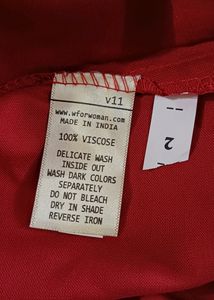 v11
www.wforwoman.com
MADE IN INDIA
100% VISCOSE
DELICATE WASH
INSIDE OUT
WASH DARK COLORS
SEPARATELY
DO NOT BLEACH
DRY IN SHADE
REVERSE IRON
2